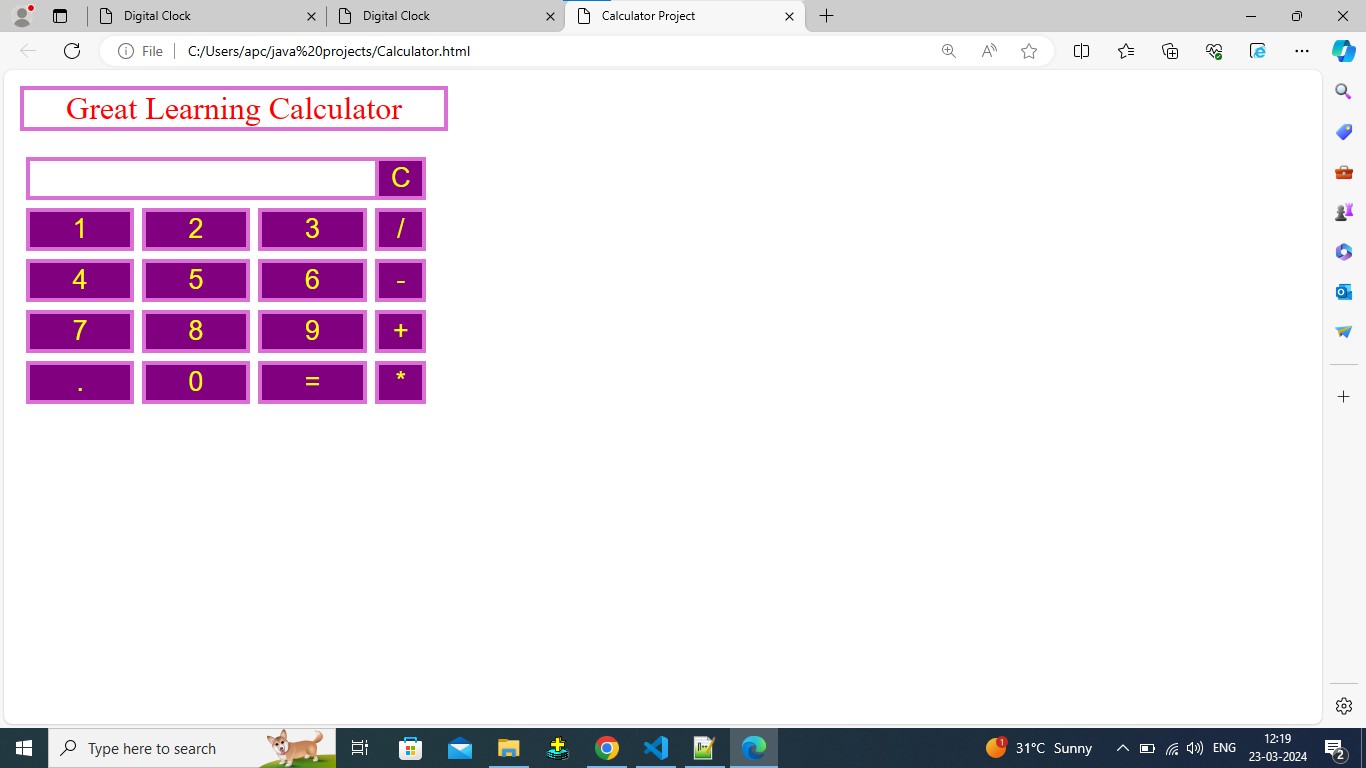 Digital Clock Digital Clock Calculator Project
File C:/Users/apc/java%20projects/Calculator.html
Great Learning Calculator
C
1 2 3 /
4 5 6 -
7 8 9 +
. 0 = *
Type here to search 1 31°C Sunny ENG 12:19
23-03-2024 2